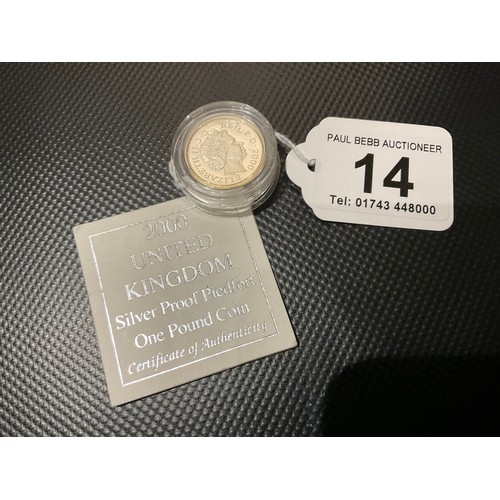 PAUL BEBB AUCTIONEER
14
Tel: 01743 448000
2000
UNITED
KINGDOM
Silver Proof Piedfort
One Pound Coin
Certificate of Authenticity
ELIZABETH